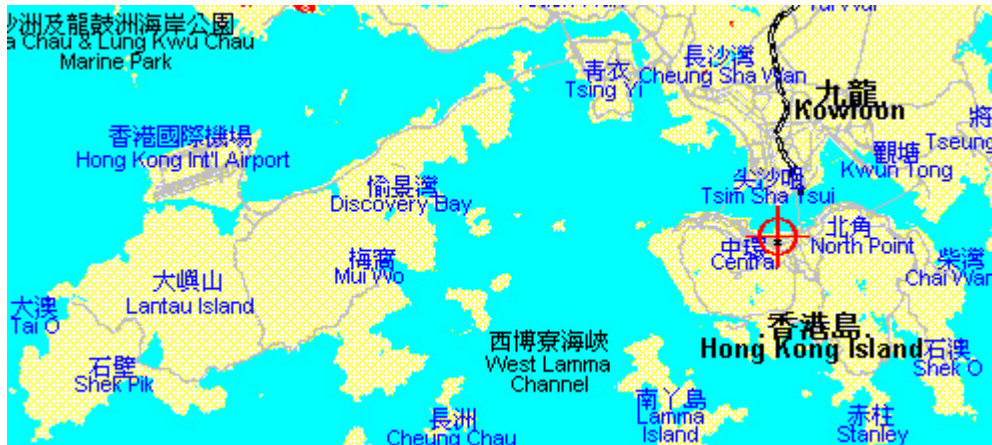 沙洲及龍鼓洲海岸公園
a Chau & Lung Kwu Chau
Marine Park
青衣
Tsing Yi
長沙灣
Cheung Sha Wan
九龍
Kowloon
將
Tseung
香港國際機場
Hong Kong Int'l Airport
觀塘
Kwun Tong
愉景灣
Discovery Bay
尖沙咀
Tsim Sha Tsui
北角
North Point
中環
Central
梅窩
Mui Wo
柴灣
Chai Wan
大嶼山
Lantau Island
大澳
Tai O
香港島
Hong Kong Island
西博寮海峽
West Lamma
Channel
石澳
Shek O
石壁
Shek Pik
南丫島
Lamma
Island
赤柱
Stanley
長洲
Cheung Chau